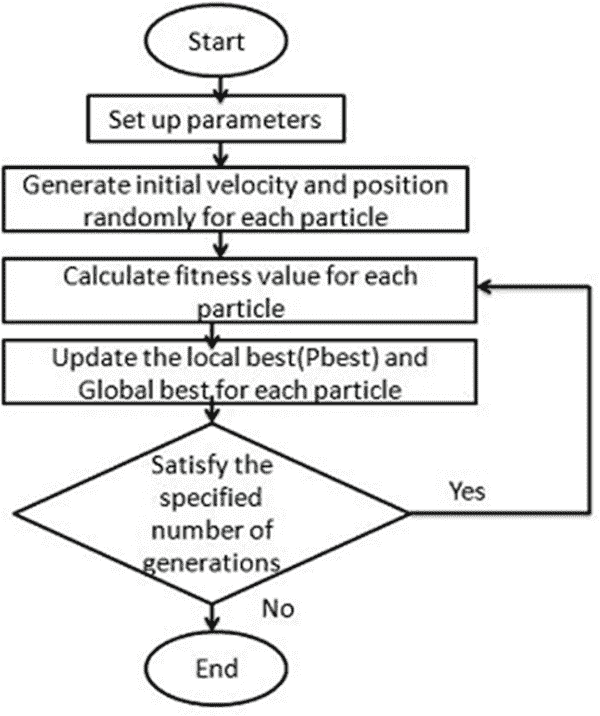 Start
Set up parameters
Generate initial velocity and position
randomly for each particle
Calculate fitness value for each
particle
Update the local best(Pbest) and
Global best for each particle
Satisfy the
specified
number of
generations
Yes
No
End